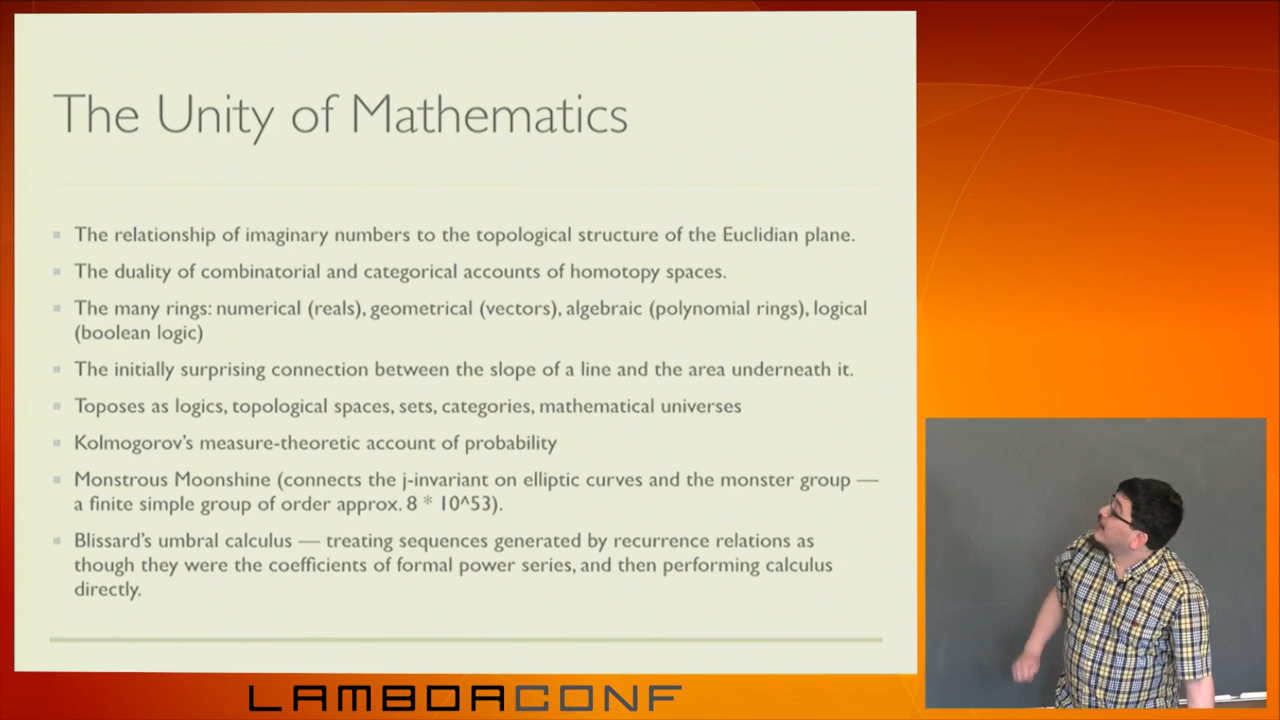 The Unity of Mathematics
The relationship of imaginary numbers to the topological structure of the Euclidian plane.
The duality of combinatorial and categorical accounts of homotopy spaces.
The many rings: numerical (reals), geometrical (vectors), algebraic (polynomial rings), logical
(boolean logic)
The initially surprising connection between the slope of a line and the area underneath it.
Toposes as logics, topological spaces, sets, categories, mathematical universes
Kolmogorov's measure-theoretic account of probability
Monstrous Moonshine (connects the j-invariant on elliptic curves and the monster group —
a finite simple group of order approx. 8 * 10^53).
Blissard's umbral calculus — treating sequences generated by recurrence relations as
though they were the coefficients of formal power series, and then performing calculus
directly.
LAMBDACONF